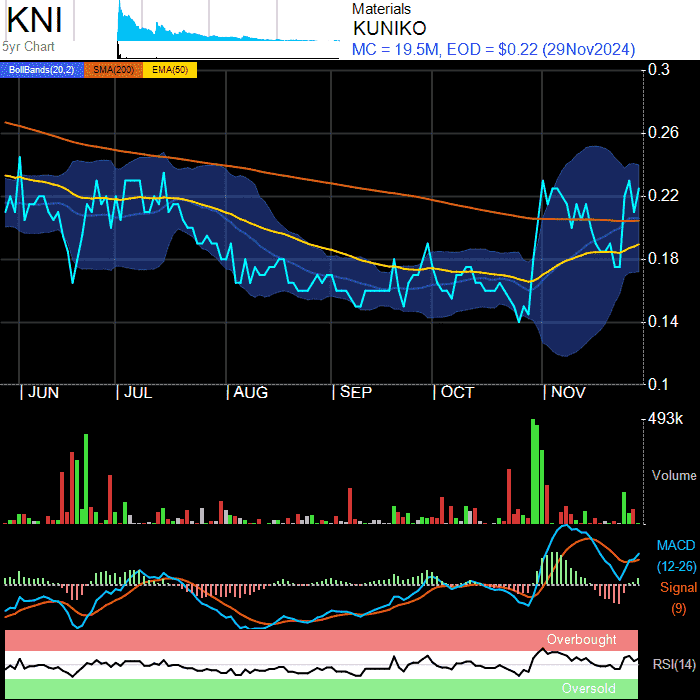 KNI
5yr Chart
Materials
KUNIKO
MC = 19.5M, EOD = $0.22 (29Nov2024)
BollBands(20,2) SMA(200) EMA(50)
0.3
0.26
0.22
0.18
0.14
0.1
JUN JUL AUG SEP OCT NOV
493k
Volume
MACD
(12-26)
Signal
(9)
Overbought
RSI(14)
Oversold